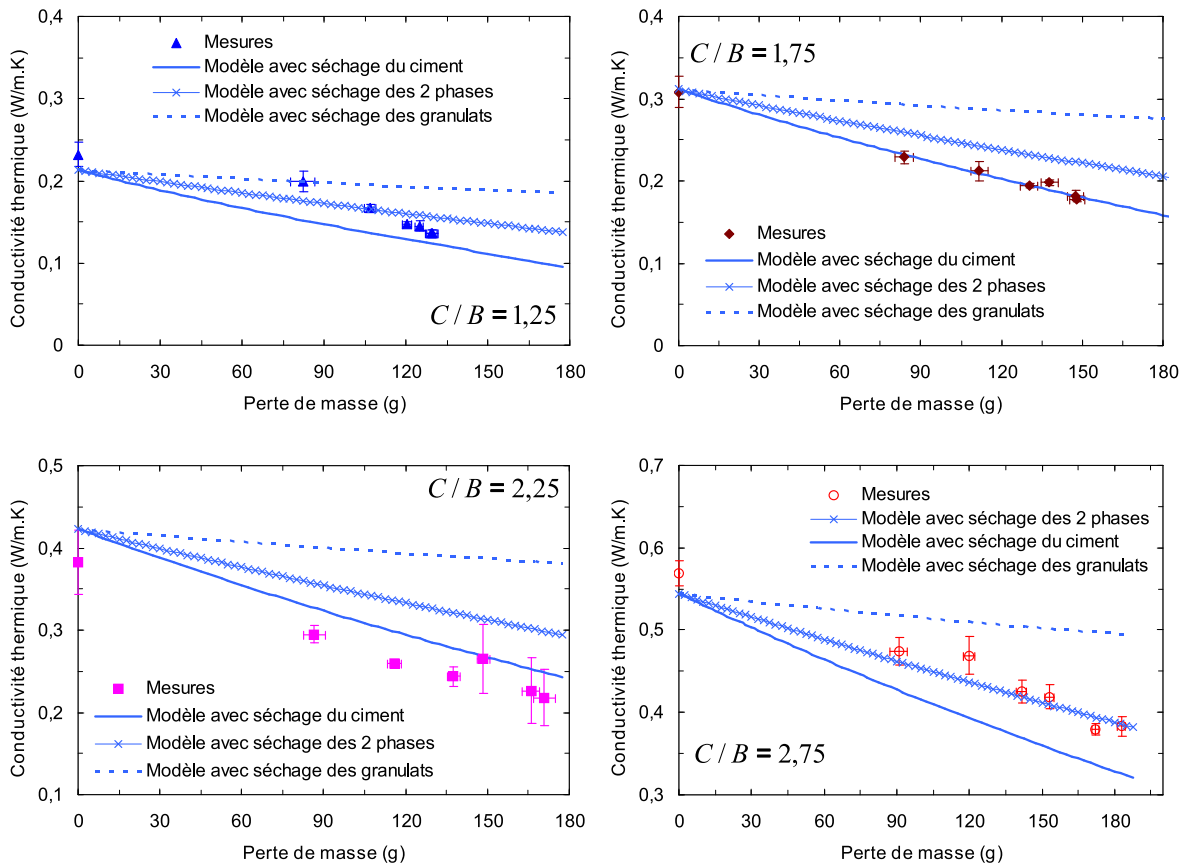 Conductivité thermique (W/m.K)
0,4
0,3
0,2
0,1
0
Mesures
Modèle avec séchage du ciment
Modèle avec séchage des 2 phases
Modèle avec séchage des granulats
C / B = 1,25
0 30 60 90 120 150 180
Perte de masse (g)
Conductivité thermique (W/m.K)
0,4
0,3
0,2
0,1
0
C / B = 1,75
Mesures
Modèle avec séchage du ciment
Modèle avec séchage des 2 phases
Modèle avec séchage des granulats
0 30 60 90 120 150 180
Perte de masse (g)
Conductivité thermique (W/m.K)
0,5
0,4
0,3
0,2
0,1
C / B = 2,25
Mesures
Modèle avec séchage du ciment
Modèle avec séchage des 2 phases
Modèle avec séchage des granulats
0 30 60 90 120 150 180
Perte de masse (g)
Conductivité thermique (W/m.K)
0,7
0,6
0,5
0,4
0,3
Mesures
Modèle avec séchage des 2 phases
Modèle avec séchage du ciment
Modèle avec séchage des granulats
C / B = 2,75
0 30 60 90 120 150 180
Perte de masse (g)